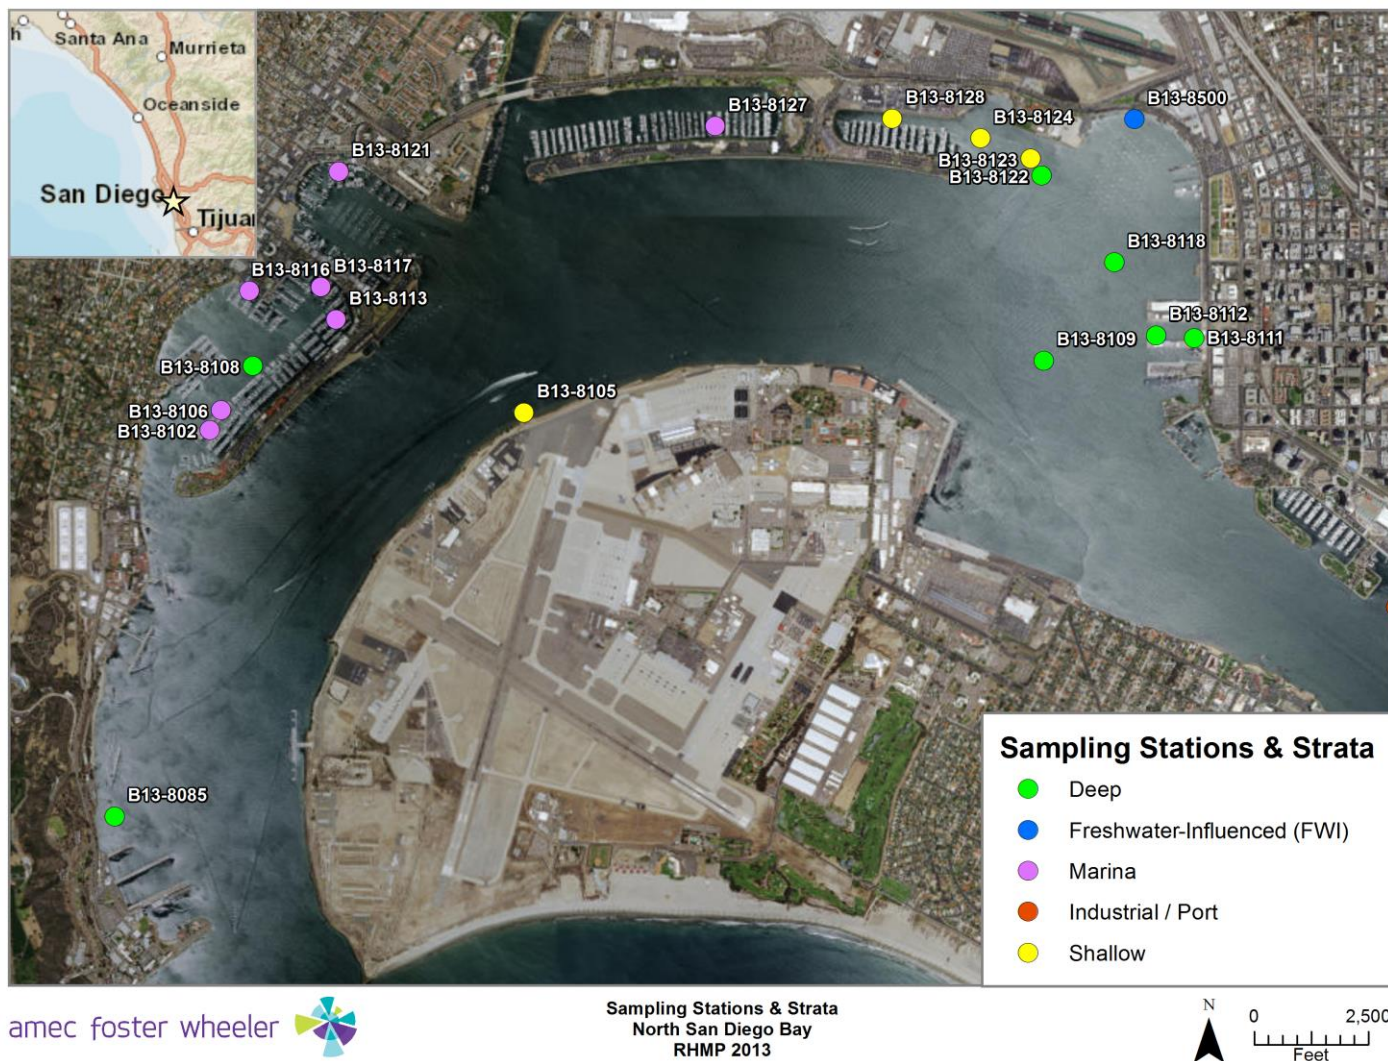 h
Santa Ana
Murrieta
Oceanside
San Diego
Tijua
B13-8127
B13-8128
B13-8500
B13-8124
B13-8121
B13-8123
B13-8122
B13-8118
B13-8116
B13-8117
B13-8113
B13-8112
B13-8109
B13-8111
B13-8108
B13-8105
B13-8106
B13-8102
B13-8085
Sampling Stations & Strata
Deep
Freshwater-Influenced (FWI)
Marina
Industrial / Port
Shallow
amec foster wheeler
Sampling Stations & Strata
North San Diego Bay
RHMP 2013
N
0 2,500
Feet